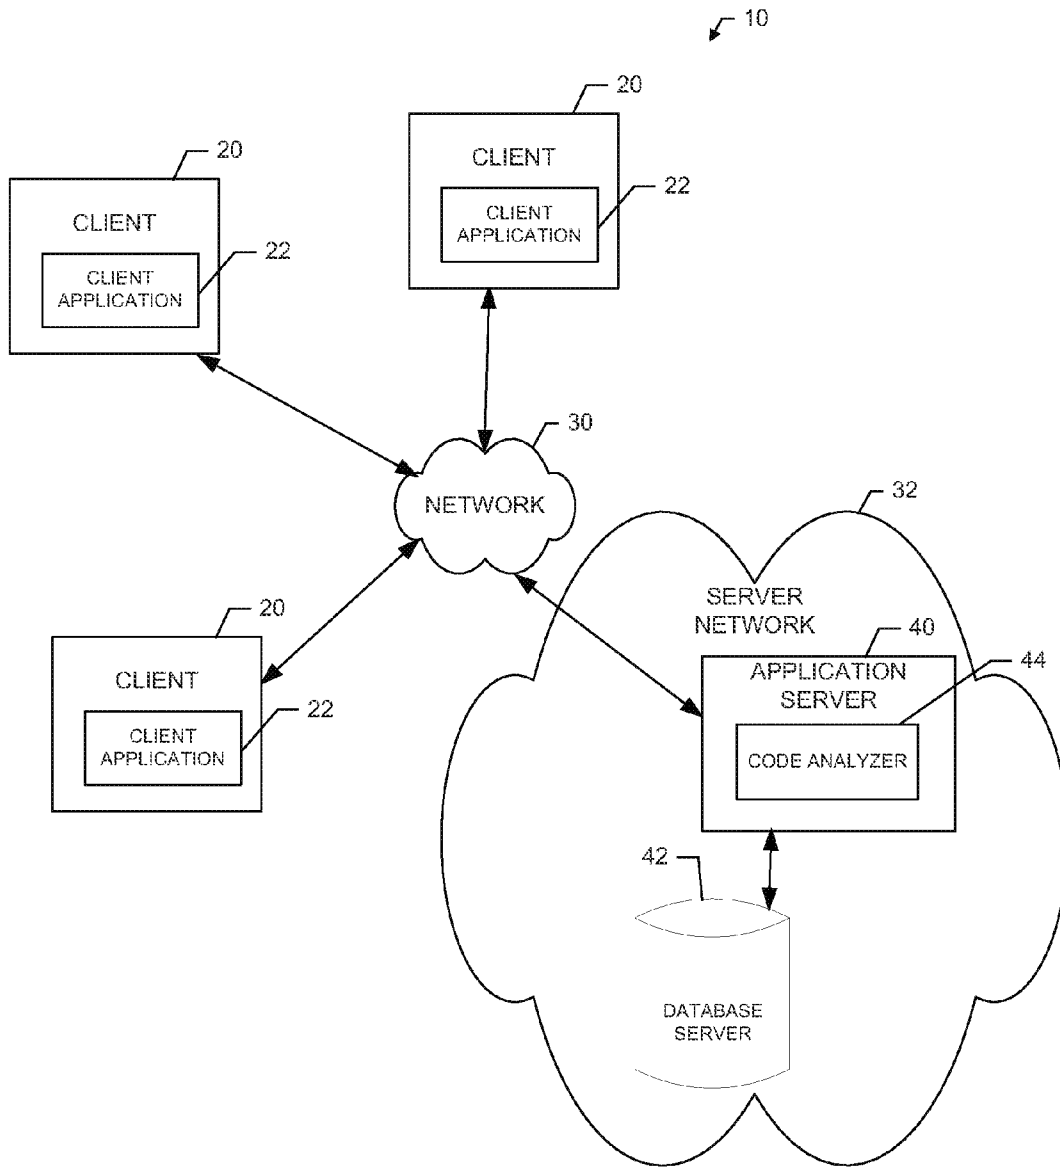 10
20
CLIENT
CLIENT
APPLICATION
22
20
CLIENT
CLIENT
APPLICATION
22
30
NETWORK
32
SERVER
NETWORK
40
APPLICATION
SERVER
44
CODE ANALYZER
20
CLIENT
CLIENT
APPLICATION
22
42
DATABASE
SERVER